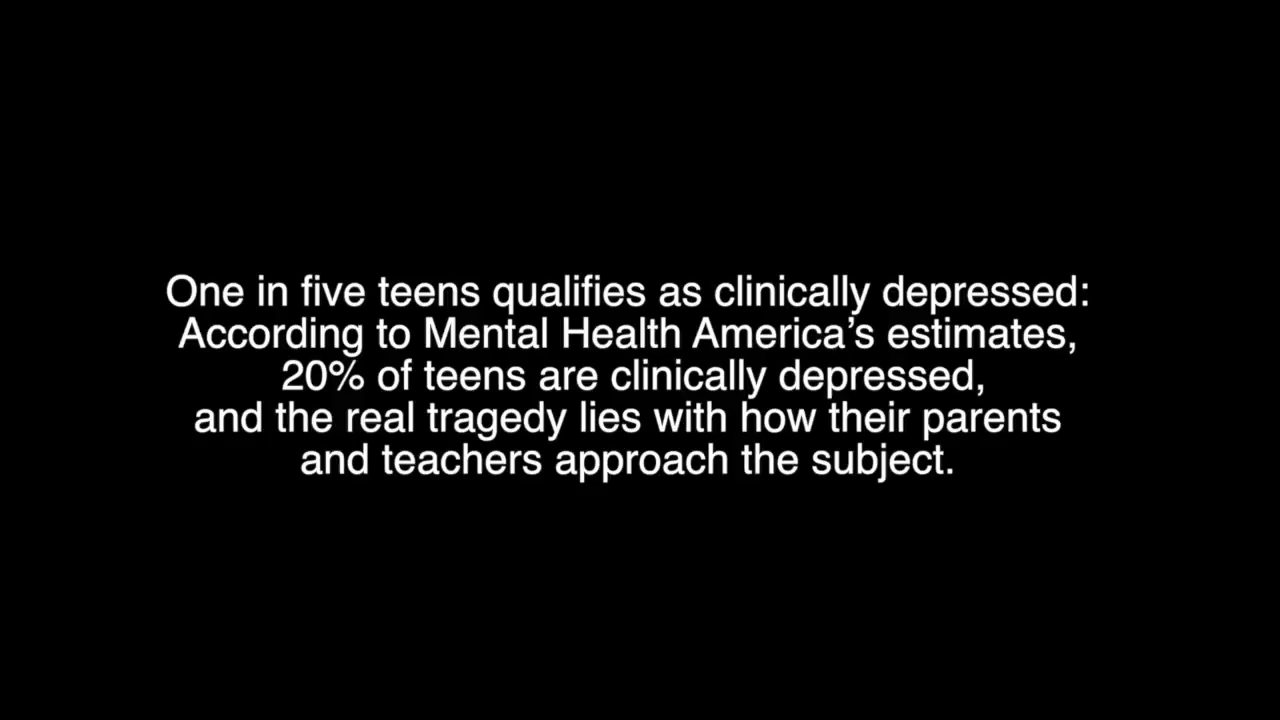 One in five teens qualifies as clinically depressed:
According to Mental Health America’s estimates,
20% of teens are clinically depressed,
and the real tragedy lies with how their parents
and teachers approach the subject.